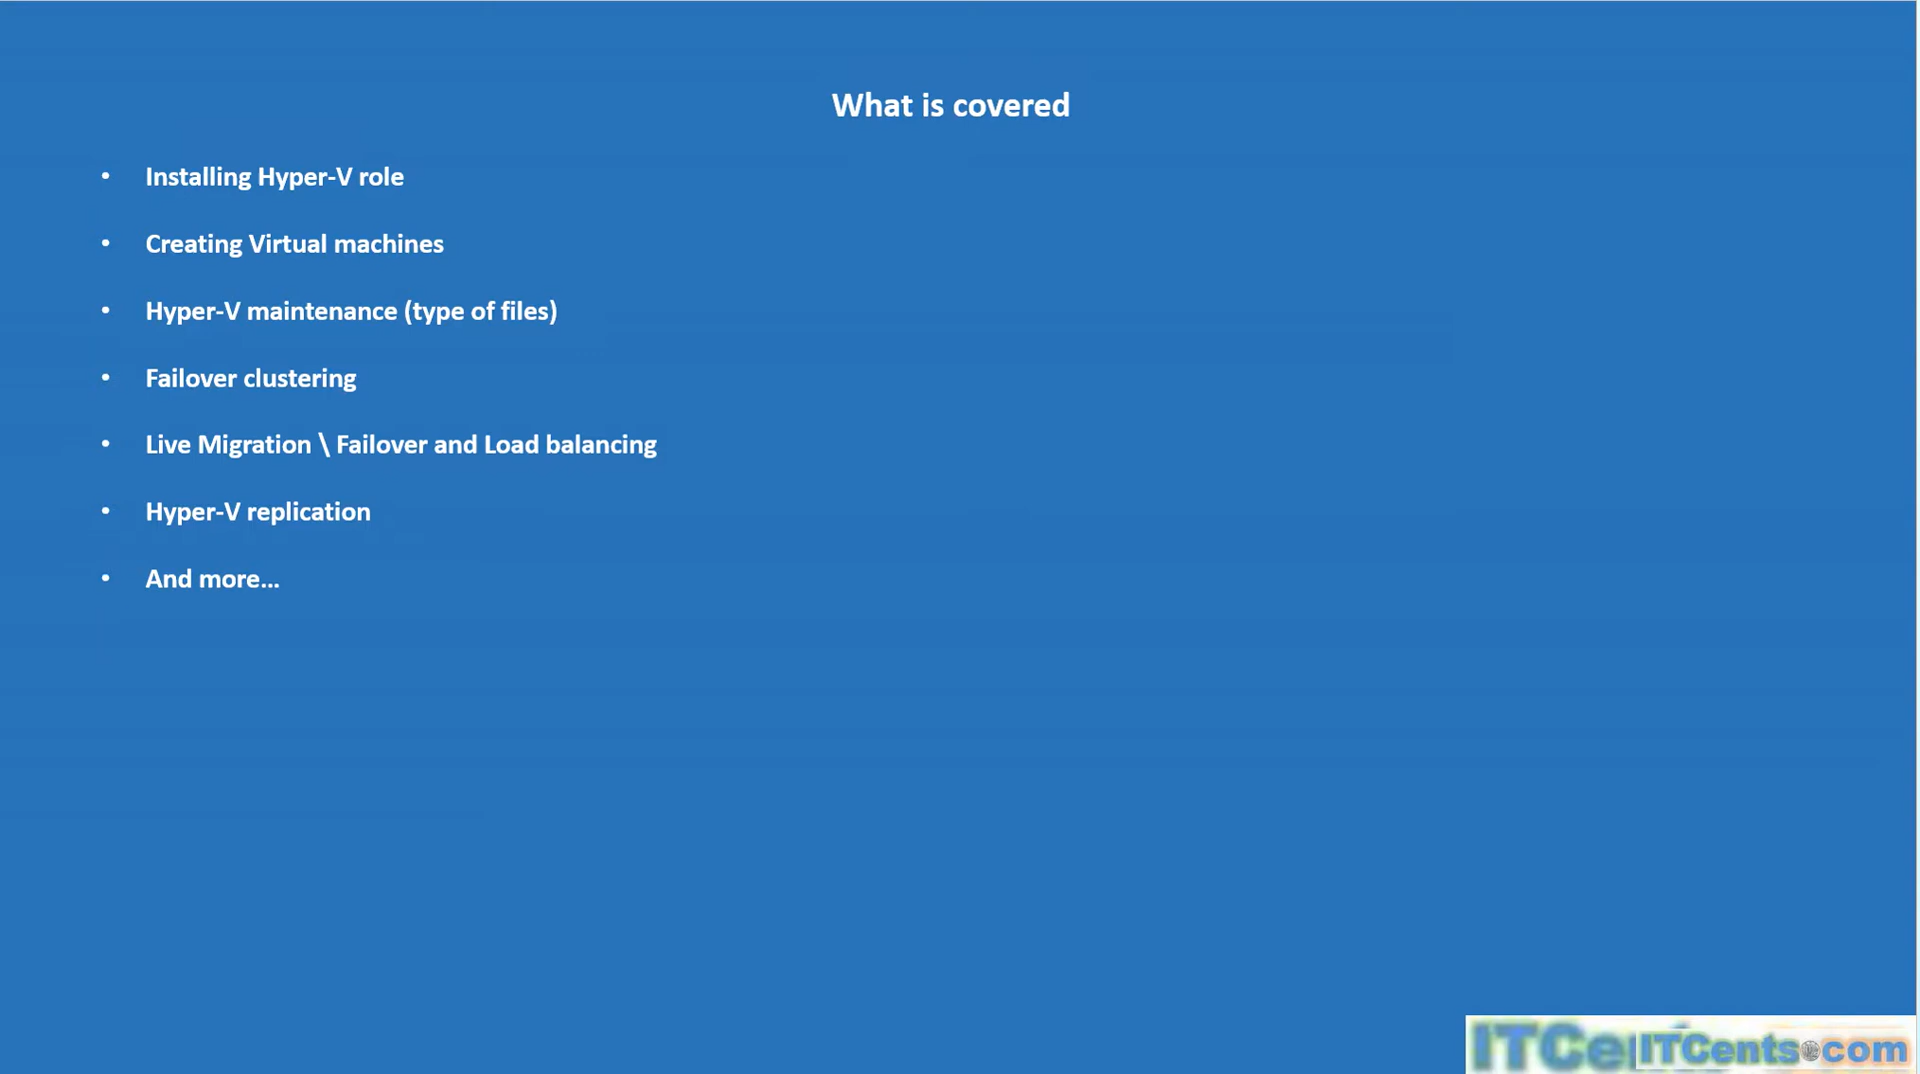 What is covered
• Installing Hyper-V role
• Creating Virtual machines
• Hyper-V maintenance (type of files)
• Failover clustering
• Live Migration \ Failover and Load balancing
• Hyper-V replication
• And more...
ITCe
ITCents.com